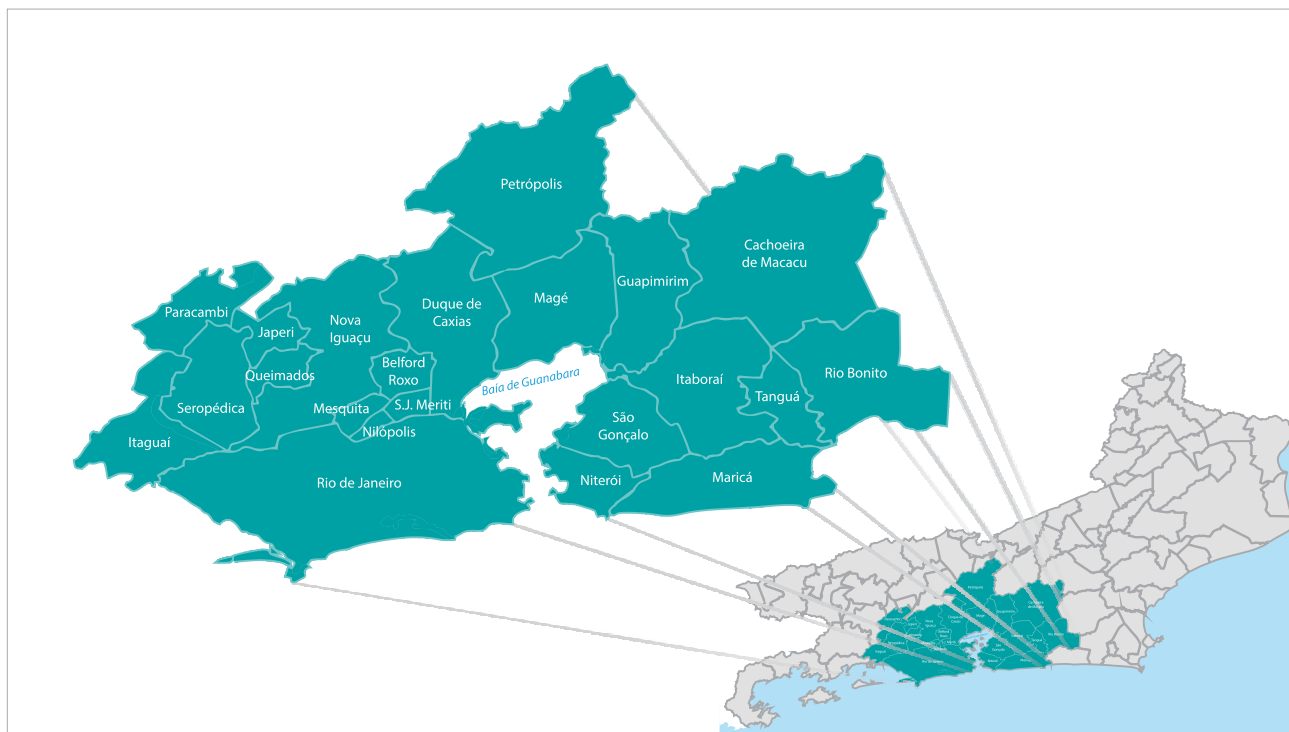 Petrópolis
Cachoeira
de Macacu
Guapimirim
Magé
Duque de
Caxias
Paracambi
Japeri
Nova
Iguaçu
Belford
Roxo
Baia de Guanabara
Queimados
Itaboraí
Rio Bonito
Tanguá
Seropédica
Mesquita
S.J. Meriti
São
Gonçalo
Nilópolis
Itaguaí
Rio de Janeiro
Niterói
Maricá